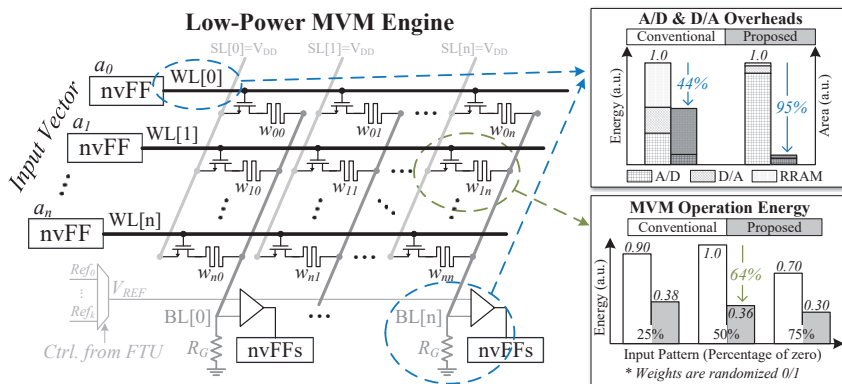 Low-Power MVM Engine
SL[0]=VDD SL[1]=VDD SL[n]=VDD
Input Vector
a0
nvFF
WL[0]
w00 w01 w0n
a1
nvFF
WL[1]
w10 w11 ... w1n
...
an
nvFF
WL[n]
wn0 wn1 ... wnn
Ref0
...
Refk
VREF
Ctrl. from FTU
BL[0] ... BL[n]
RG nvFFs RG nvFFs
A/D & D/A Overheads
Conventional Proposed
Energy (a.u.)
1.0 44% 1.0 95%
Area (a.u.)
A/D D/A RRAM
MVM Operation Energy
Conventional Proposed
Energy (a.u.)
0.90 0.38 1.0 64% 0.36 0.70 0.30
25% 50% 75%
Input Pattern (Percentage of zero)
* Weights are randomized 0/1